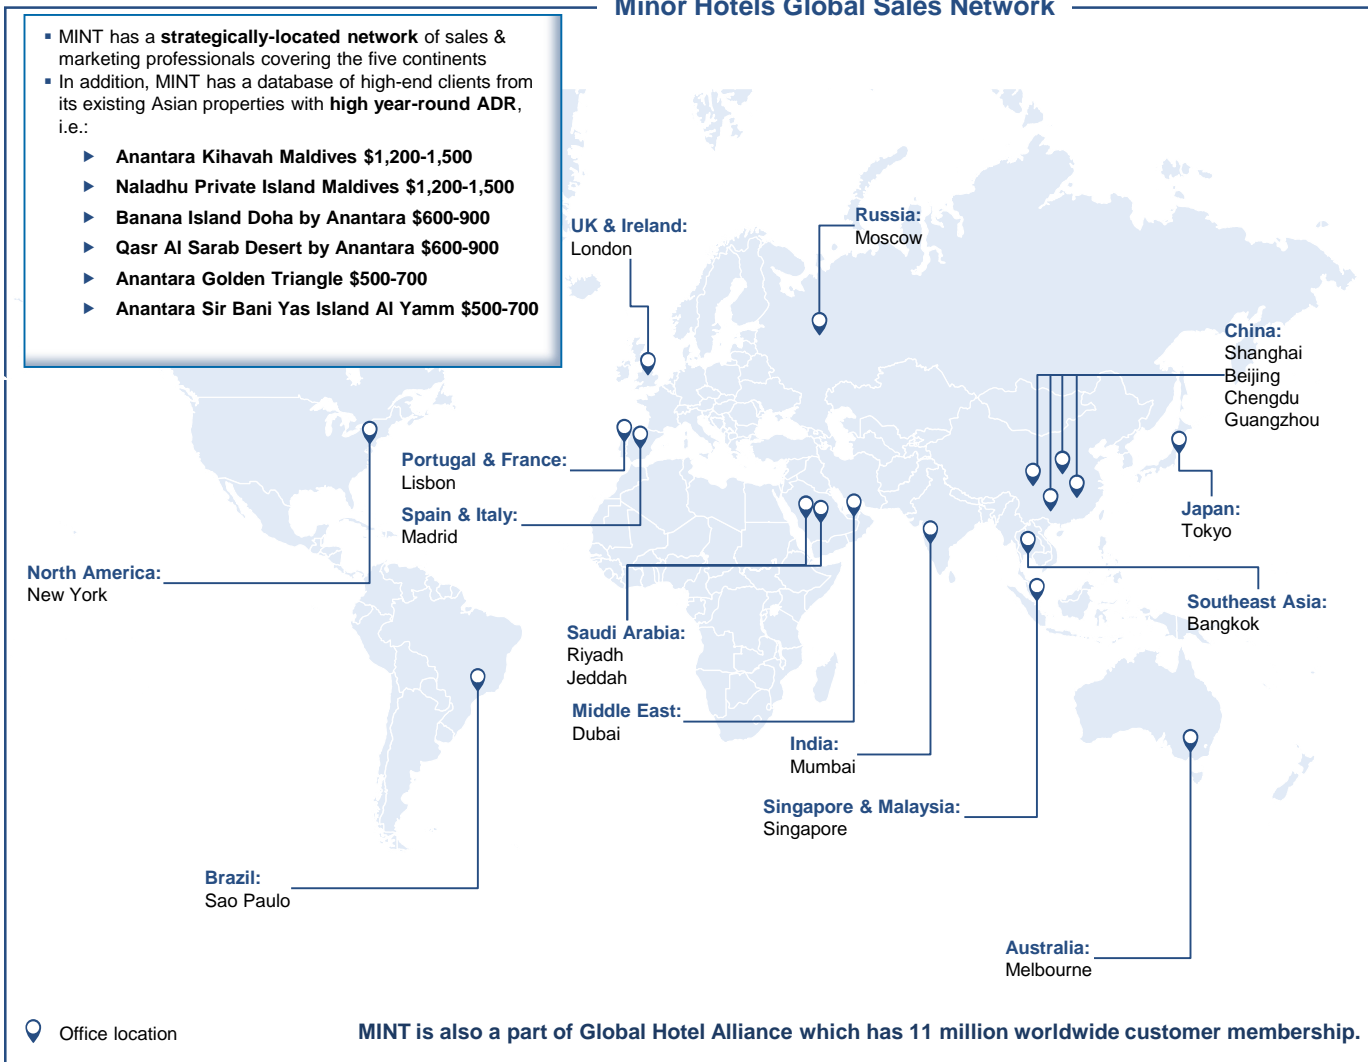 Minor Hotels Global Sales Network
▪ MINT has a strategically-located network of sales &
marketing professionals covering the five continents
▪ In addition, MINT has a database of high-end clients from
its existing Asian properties with high year-round ADR,
i.e.:
► Anantara Kihavah Maldives $1,200-1,500
► Naladhu Private Island Maldives $1,200-1,500
► Banana Island Doha by Anantara $600-900
► Qasr Al Sarab Desert by Anantara $600-900
► Anantara Golden Triangle $500-700
► Anantara Sir Bani Yas Island Al Yamm $500-700
UK & Ireland:
London
Russia:
Moscow
China:
Shanghai
Beijing
Chengdu
Guangzhou
Portugal & France:
Lisbon
Spain & Italy:
Madrid
Japan:
Tokyo
North America:
New York
Southeast Asia:
Bangkok
Saudi Arabia:
Riyadh
Jeddah
Middle East:
Dubai
India:
Mumbai
Singapore & Malaysia:
Singapore
Brazil:
Sao Paulo
Australia:
Melbourne
Office location
MINT is also a part of Global Hotel Alliance which has 11 million worldwide customer membership.